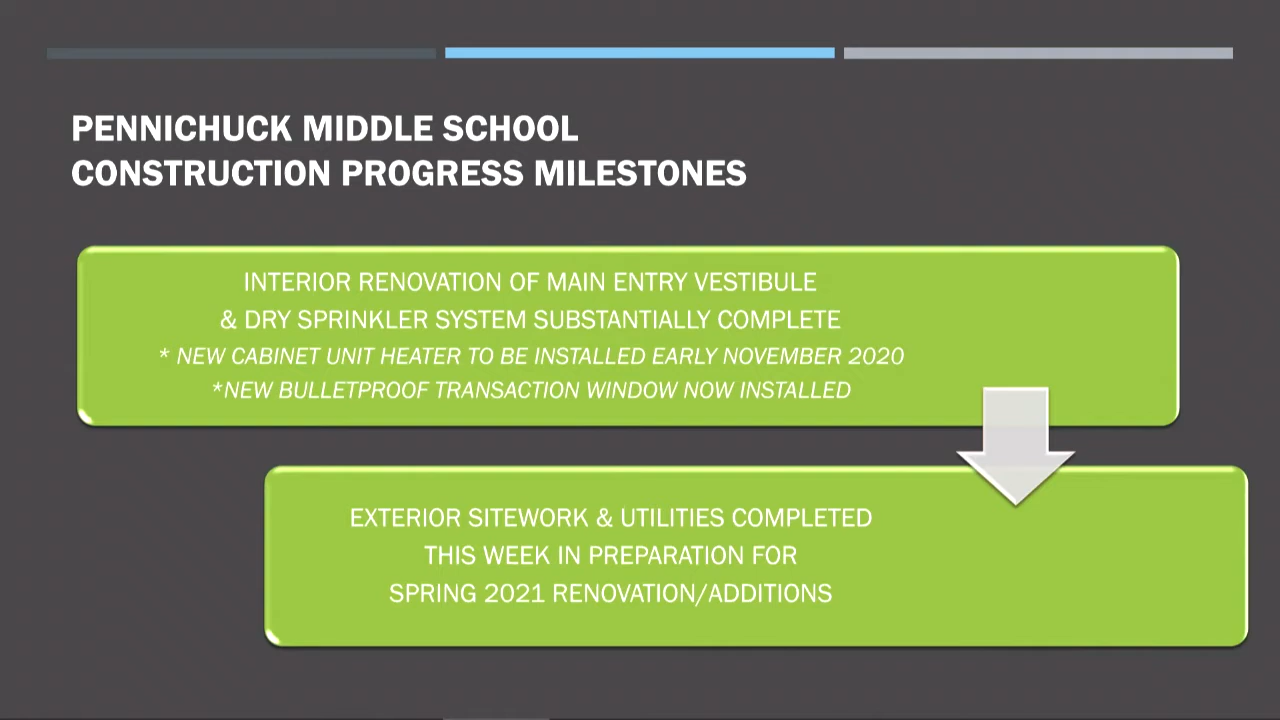 PENNICHUCK MIDDLE SCHOOL
CONSTRUCTION PROGRESS MILESTONES
INTERIOR RENOVATION OF MAIN ENTRY VESTIBULE
& DRY SPRINKLER SYSTEM SUBSTANTIALLY COMPLETE
* NEW CABINET UNIT HEATER TO BE INSTALLED EARLY NOVEMBER 2020
*NEW BULLETPROOF TRANSACTION WINDOW NOW INSTALLED
EXTERIOR SITEWORK & UTILITIES COMPLETED
THIS WEEK IN PREPARATION FOR
SPRING 2021 RENOVATION/ADDITIONS